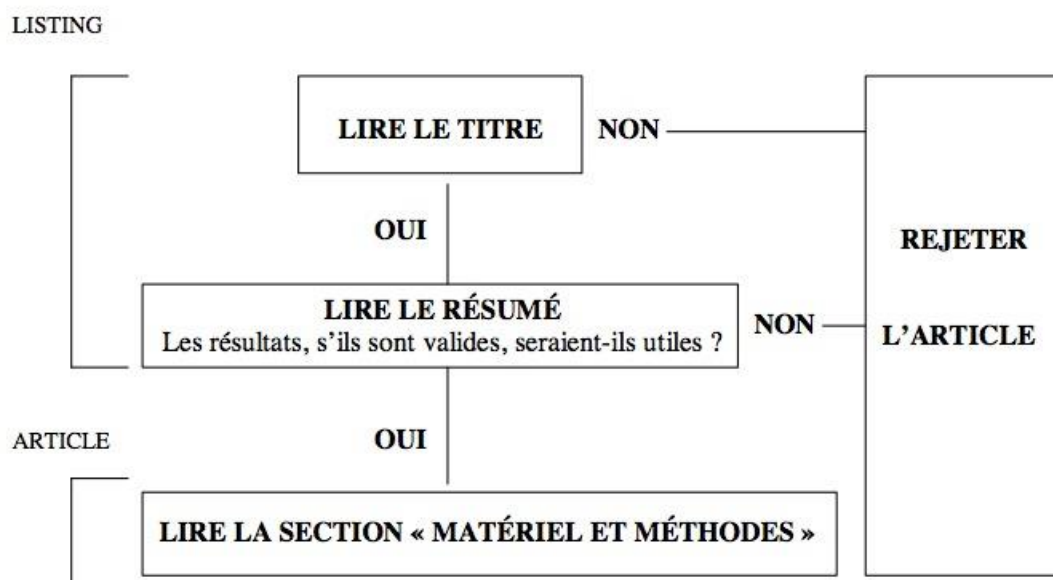 LISTING
LIRE LE TITRE
NON
OUI
REJETER
LIRE LE RÉSUMÉ
Les résultats, s’ils sont valides, seraient-ils utiles ?
NON
L’ARTICLE
OUI
ARTICLE
LIRE LA SECTION « MATÉRIEL ET MÉTHODES »